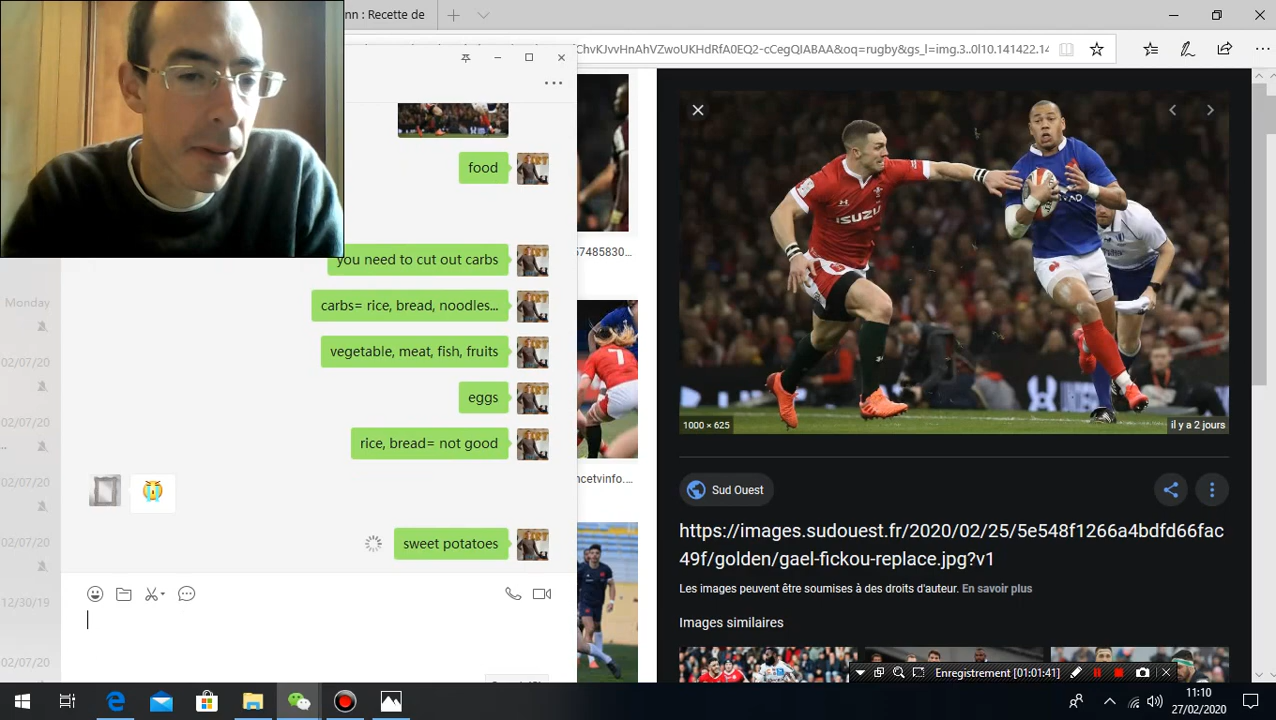 nn : Recette de
ChvKJvvHnAhVZwoUKHdRfA0EQ2-cCegQIABAA&oq=rugby&gs_l=img.3..0l10.141422.14
food
you need to cut out carbs
Monday
carbs= rice, bread, noodles...
vegetable, meat, fish, fruits
02/07/20
eggs
02/07/20
rice, bread= not good
02/07/20
sweet potatoes
02/07/20
12/30/19
02/07/20
57485830...
ncetvinfo....
ISUZU
1000 × 625
il y a 2 jours
Sud Ouest
https://images.sudouest.fr/2020/02/25/5e548f1266a4bdfd66fac
49f/golden/gael-fickou-replace.jpg?v1
Les images peuvent être soumises à des droits d'auteur. En savoir plus
Images similaires
Enregistrement [01:01:41]
11:10
27/02/2020